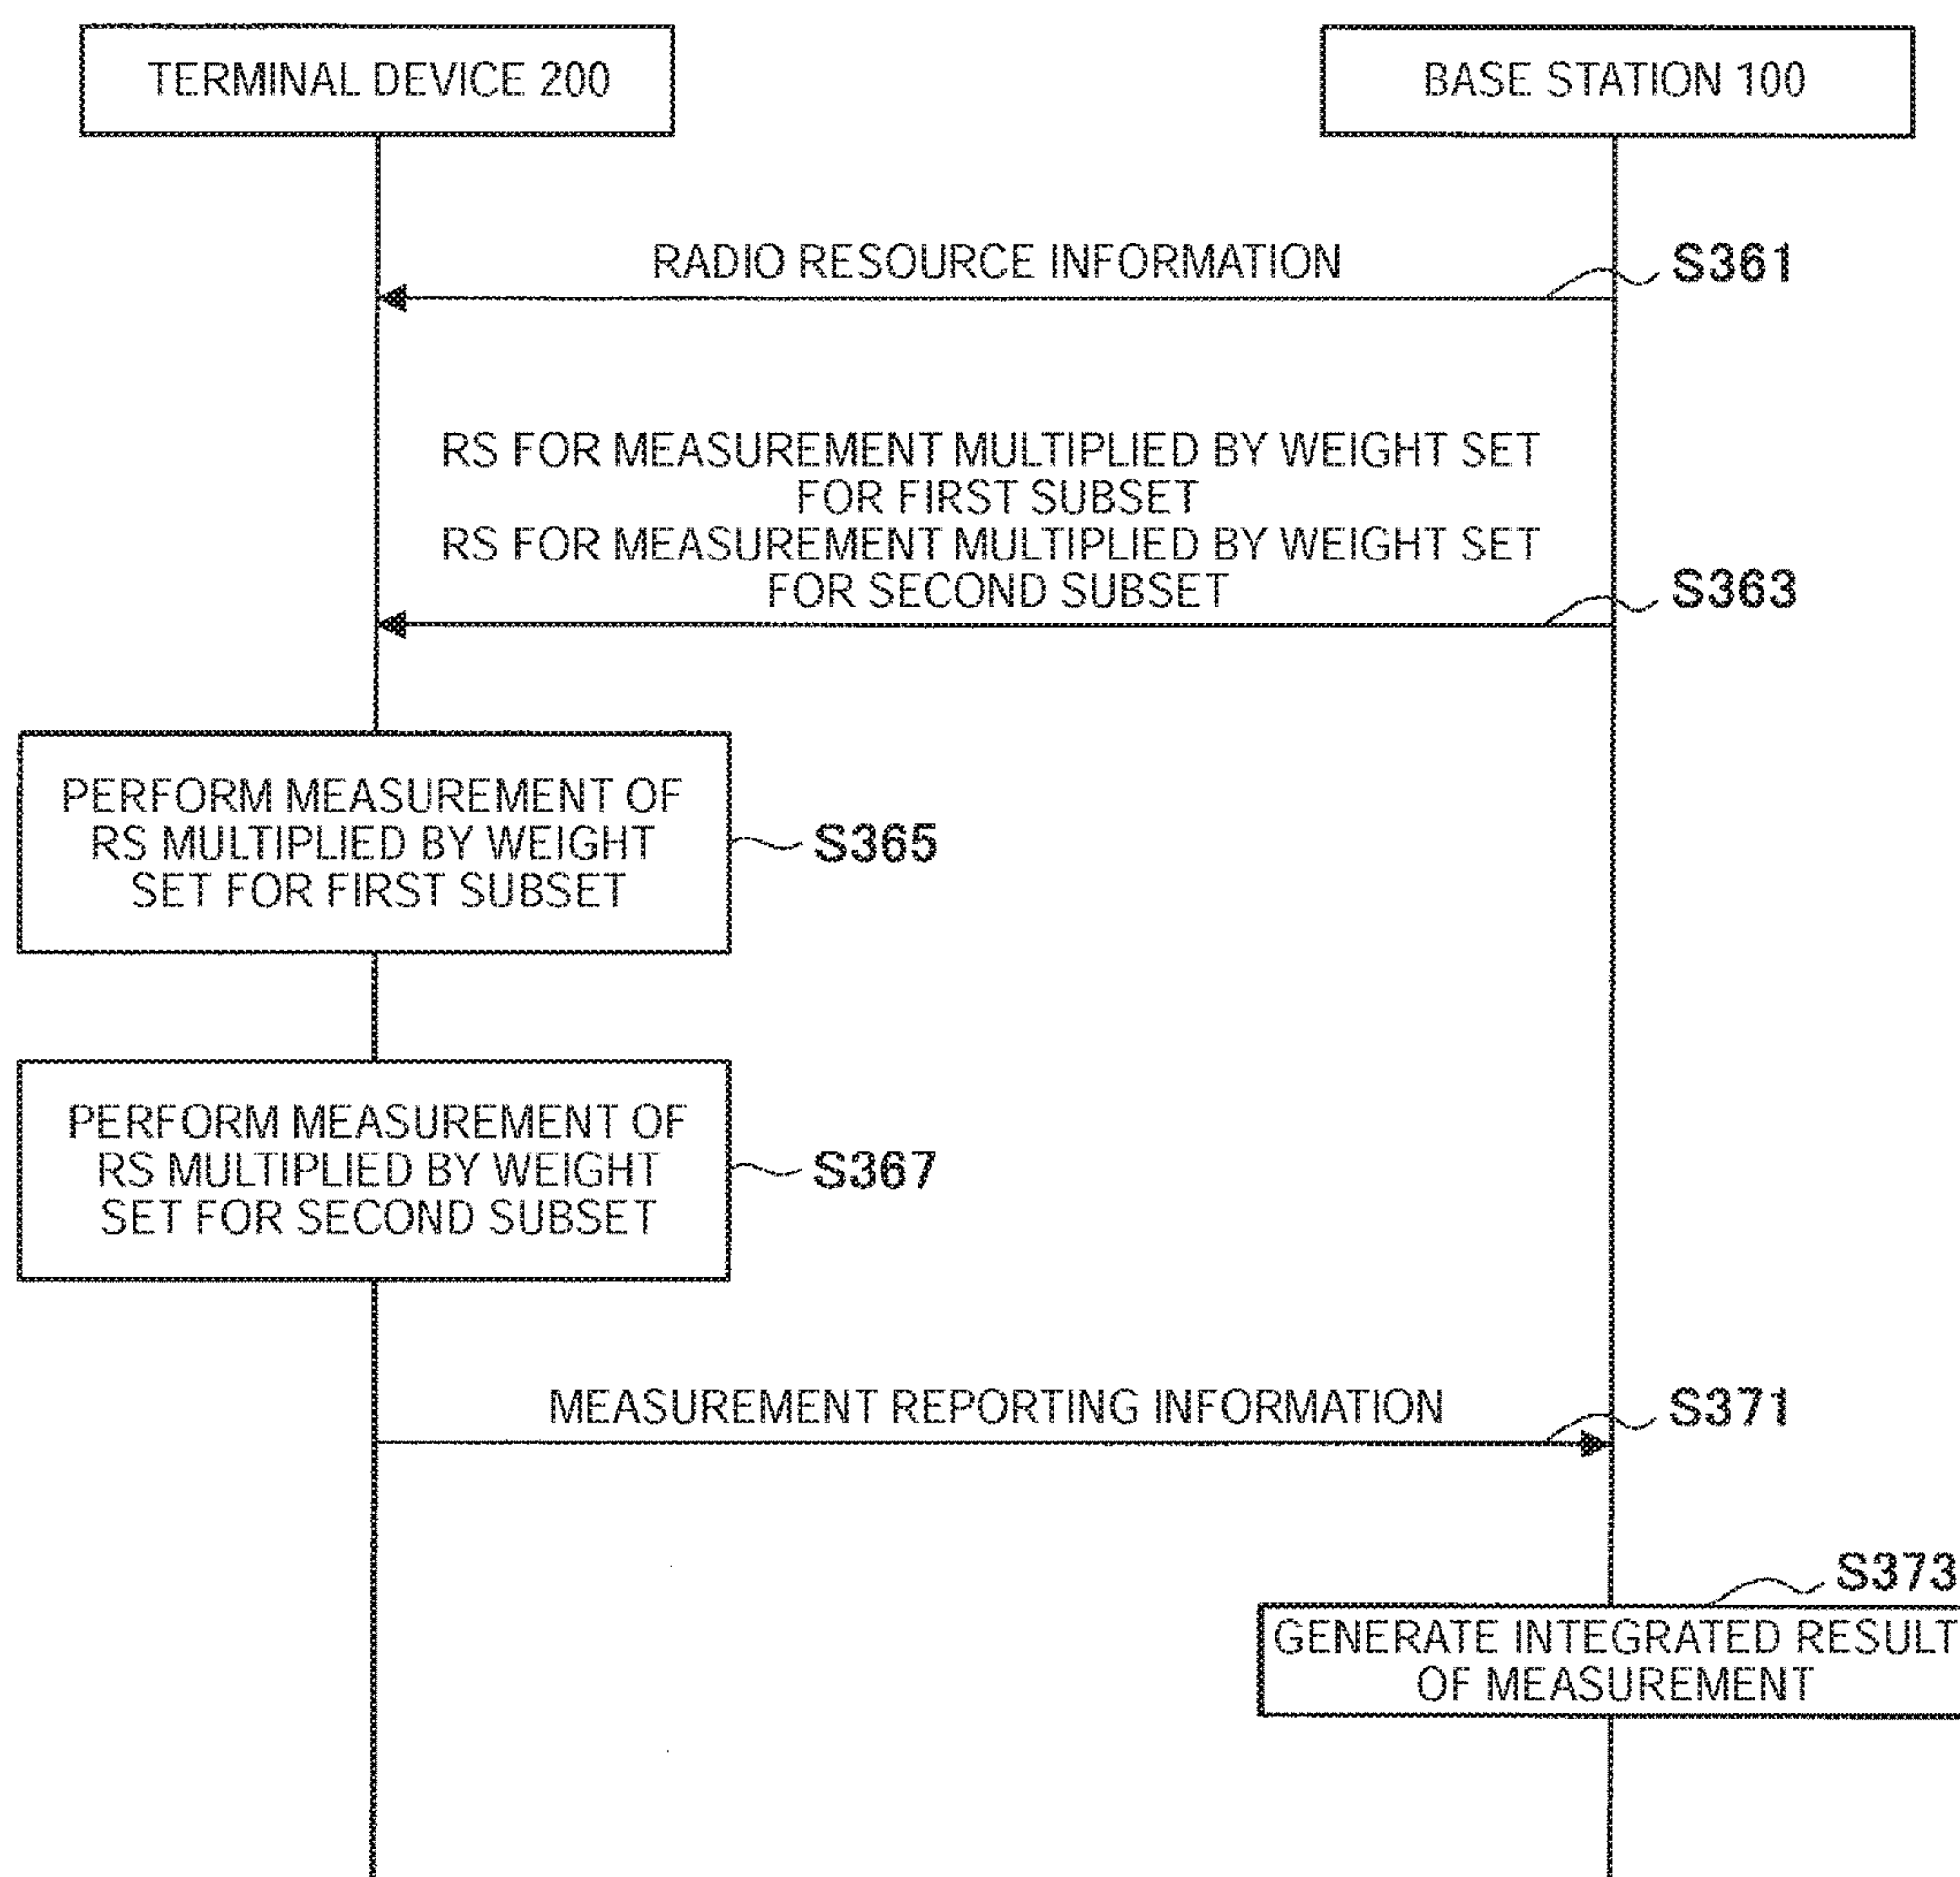 TERMINAL DEVICE 200
BASE STATION 100
RADIO RESOURCE INFORMATION
S361
RS FOR MEASUREMENT MULTIPLIED BY WEIGHT SET
FOR FIRST SUBSET
RS FOR MEASUREMENT MULTIPLIED BY WEIGHT SET
FOR SECOND SUBSET
S363
PERFORM MEASUREMENT OF
RS MULTIPLIED BY WEIGHT
SET FOR FIRST SUBSET
S365
PERFORM MEASUREMENT OF
RS MULTIPLIED BY WEIGHT
SET FOR SECOND SUBSET
S367
MEASUREMENT REPORTING INFORMATION
S371
S373
GENERATE INTEGRATED RESULT
OF MEASUREMENT